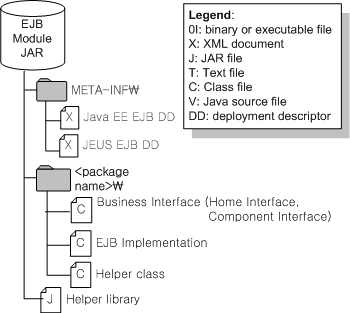 EJB
Module
JAR
Legend:
0I: binary or executable file
X: XML document
J: JAR file
T: Text file
C: Class file
V: Java source file
DD: deployment descriptor
META-INF₩
X Java EE EJB DD
X JEUS EJB DD
<package
name>₩
C Business Interface (Home Interface,
Component Interface)
C EJB Implementation
C Helper class
J Helper library